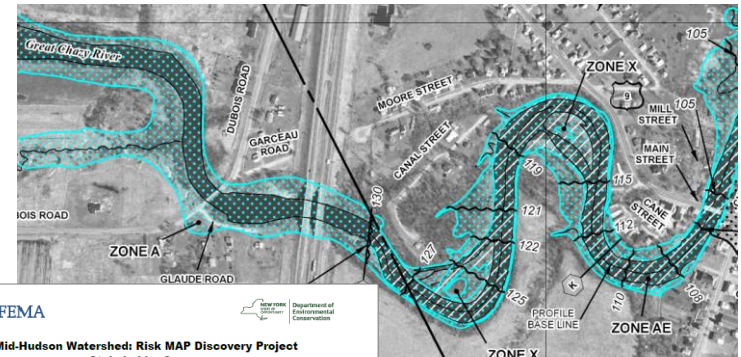 Great Chazy River
DUBOIS ROAD
GARCEAU
ROAD
MOORE STREET
CANAL STREET
ZONE X
9
MILL
STREET
MAIN
STREET
105
105
130
119
115
121
122
127
125
112
CANE
STREET
110
108
K
PROFILE
BASE LINE
ZONE AE
ZONE X
OIS ROAD
ZONE A
GLAUDE ROAD
FEMA
NEW YORK
STATE OF
OPPORTUNITY
Department of
Environmental
Conservation
Mid-Hudson Watershed: Risk MAP Discovery Project